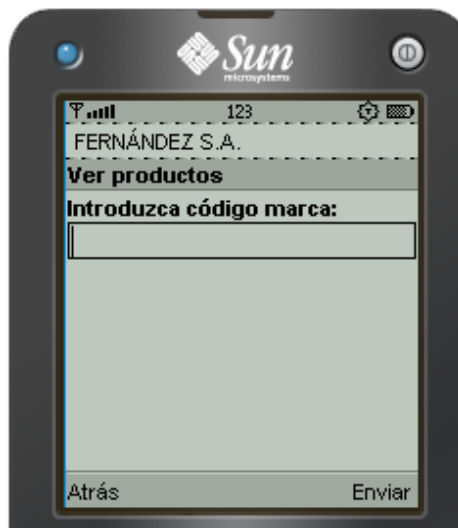 Sun
microsystems
123
FERNÁNDEZ S.A.
Ver productos
Introduzca código marca:
Atrás Enviar